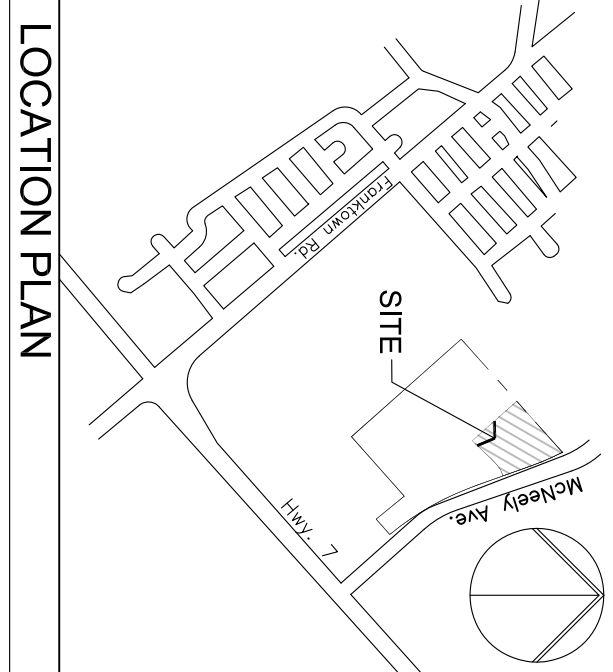 LOCATION PLAN
Franktown Rd.
SITE
McNeely Ave.
Hwy. 7